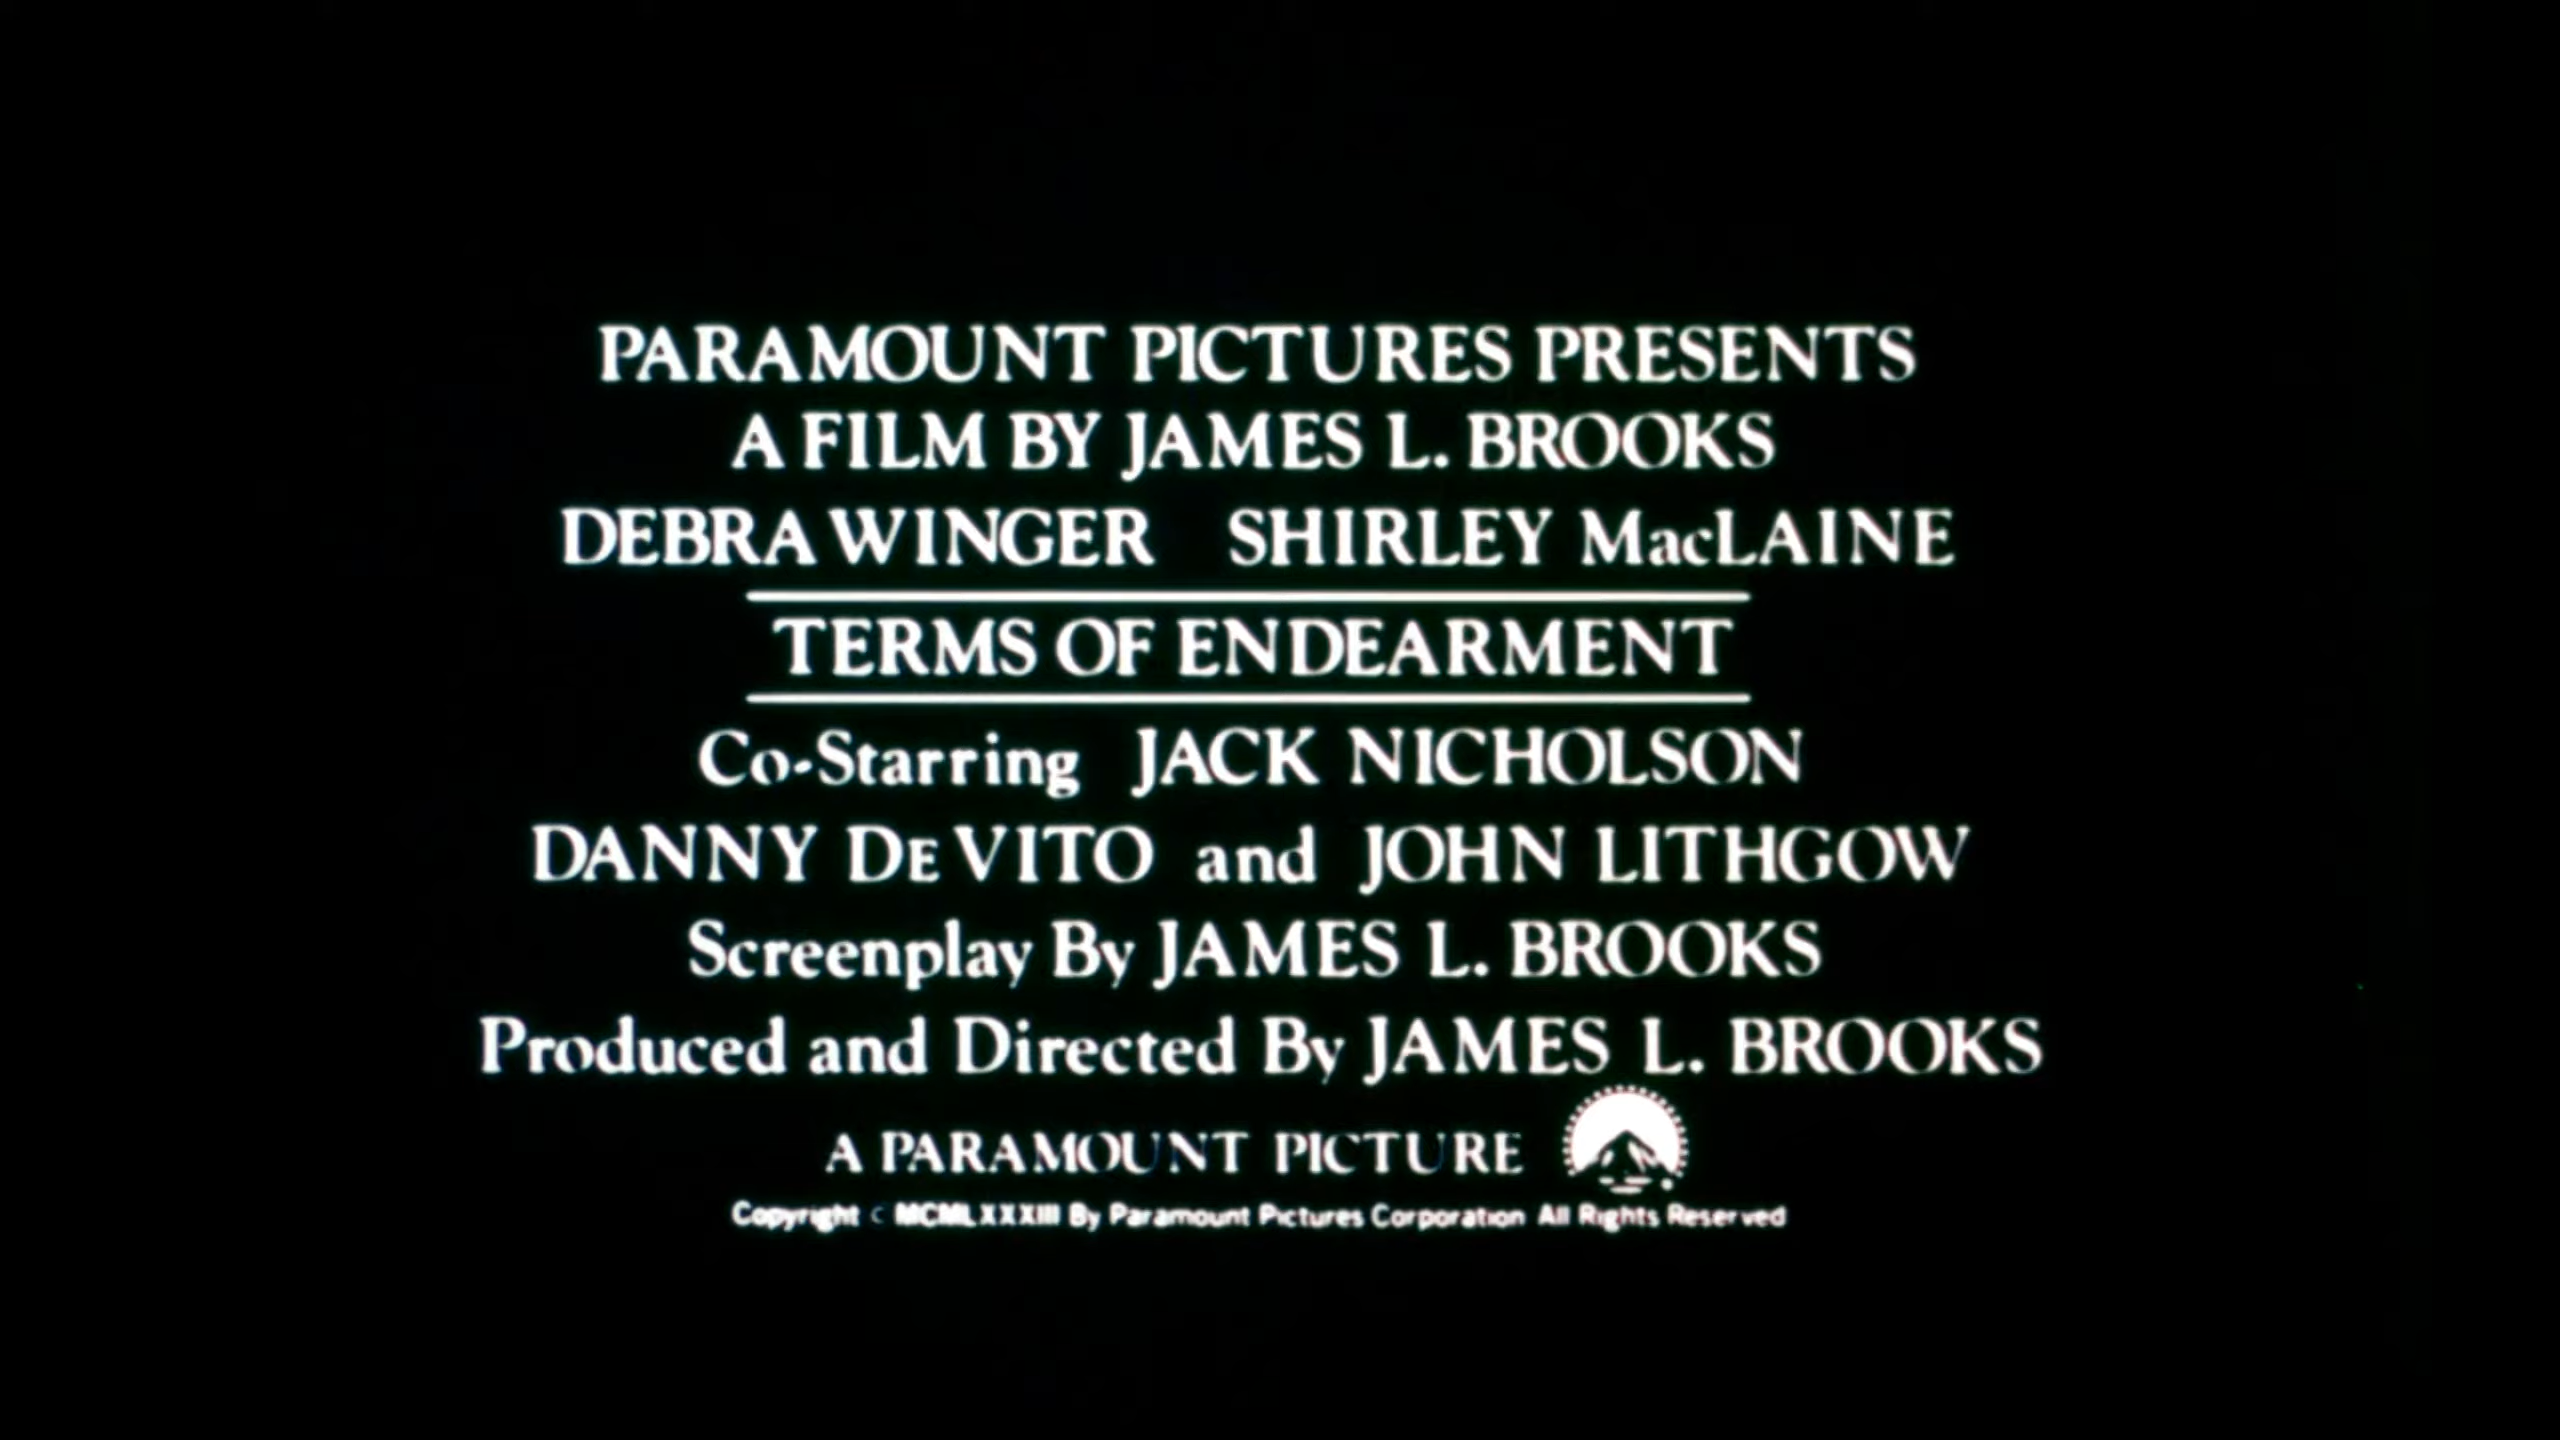 PARAMOUNT PICTURES PRESENTS
A FILM BY JAMES L. BROOKS
DEBRA WINGER SHIRLEY MacLAINE
TERMS OF ENDEARMENT
Co-Starring JACK NICHOLSON
DANNY DEVITO and JOHN LITHGOW
Screenplay By JAMES L. BROOKS
Produced and Directed By JAMES L. BROOKS
A PARAMOUNT PICTURE
Copyright © MCMLXXXIII By Paramount Pictures Corporation All Rights Reserved